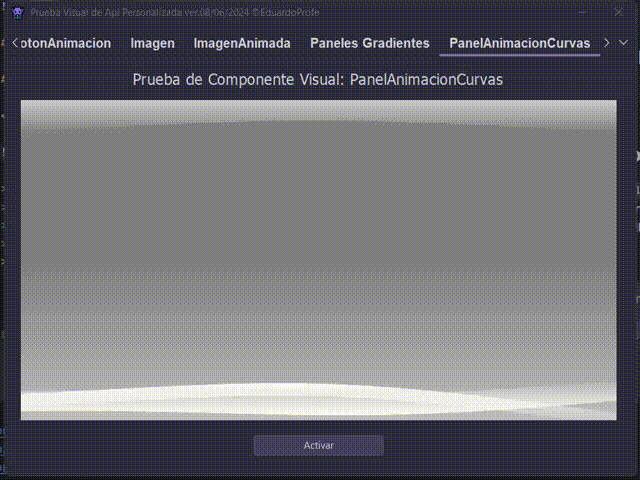 Prueba Visual de Api Personalizada ver.08/06/2024 ©EduardoProfe
otonAnimacion Imagen ImagenAnimada Paneles Gradientes PanelAnimacionCurvas
Prueba de Componente Visual: PanelAnimacionCurvas
Activar